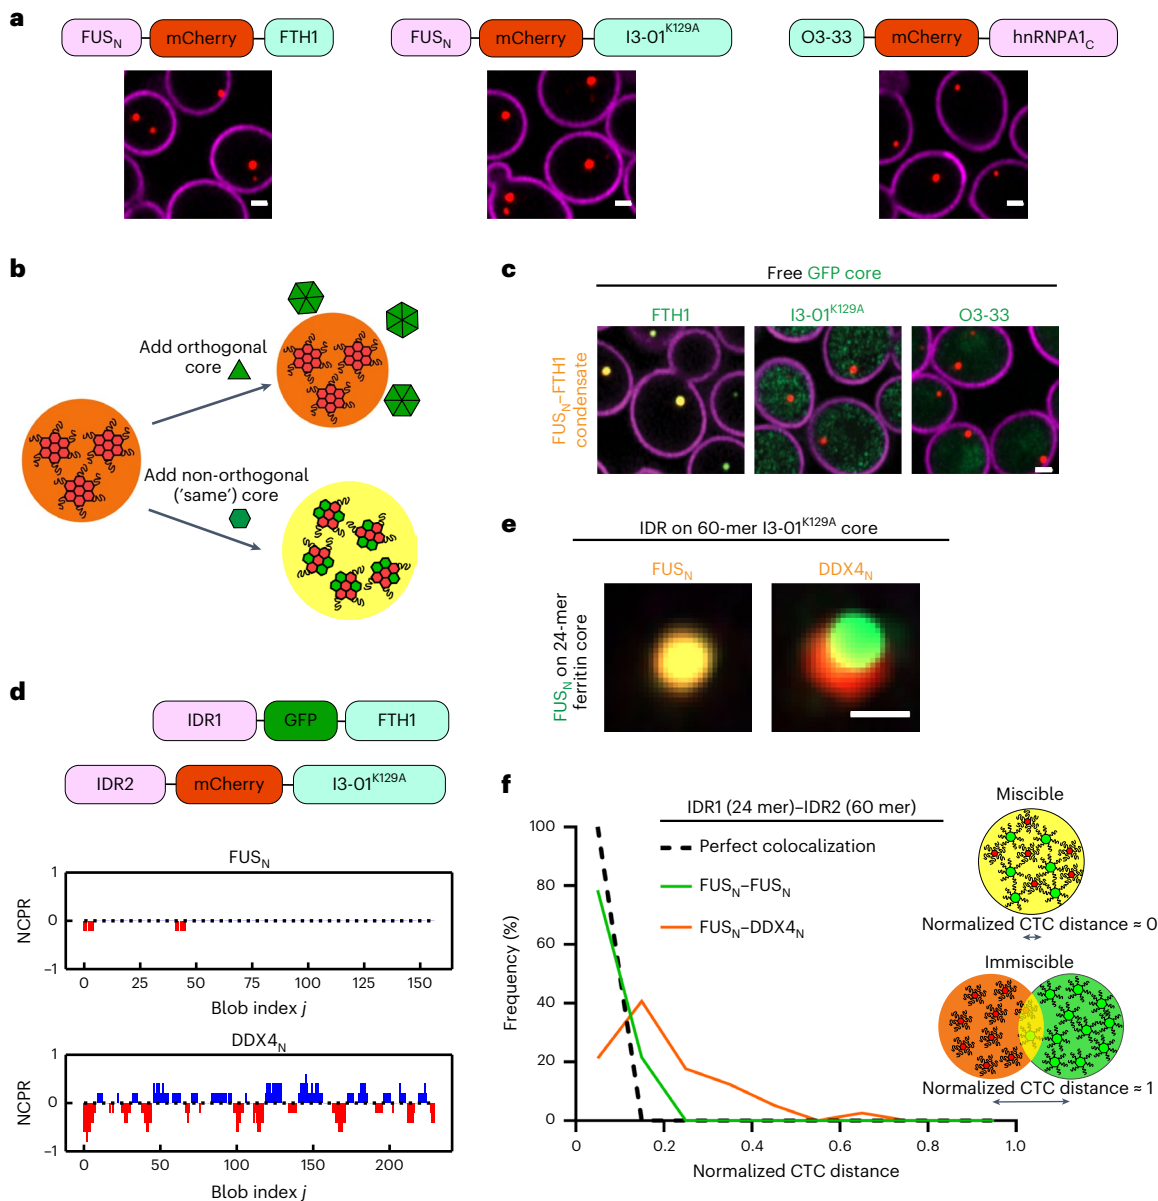 a
FUSN mCherry FTH1
FUSN mCherry I3-01K129A
O3-33 mCherry hnRNPA1C
b
Add orthogonal
core
Add non-orthogonal
('same') core
c
Free GFP core
FTH1 I3-01K129A O3-33
FUSN–FTH1
condensate
d
IDR1 GFP FTH1
IDR2 mCherry I3-01K129A
FUSN
NCPR
1
0
−1
0 25 50 75 100 125 150
Blob index j
DDX4N
NCPR
1
0
−1
0 50 100 150 200
Blob index j
e
IDR on 60-mer I3-01K129A core
FUSN DDX4N
FUSN on 24-mer
ferritin core
f
IDR1 (24 mer)–IDR2 (60 mer)
Perfect colocalization
FUSN–FUSN
FUSN–DDX4N
Frequency (%)
100
80
60
40
20
0
0 0.2 0.4 0.6 0.8 1.0
Normalized CTC distance
Miscible
Normalized CTC distance ≈ 0
Immiscible
Normalized CTC distance ≈ 1